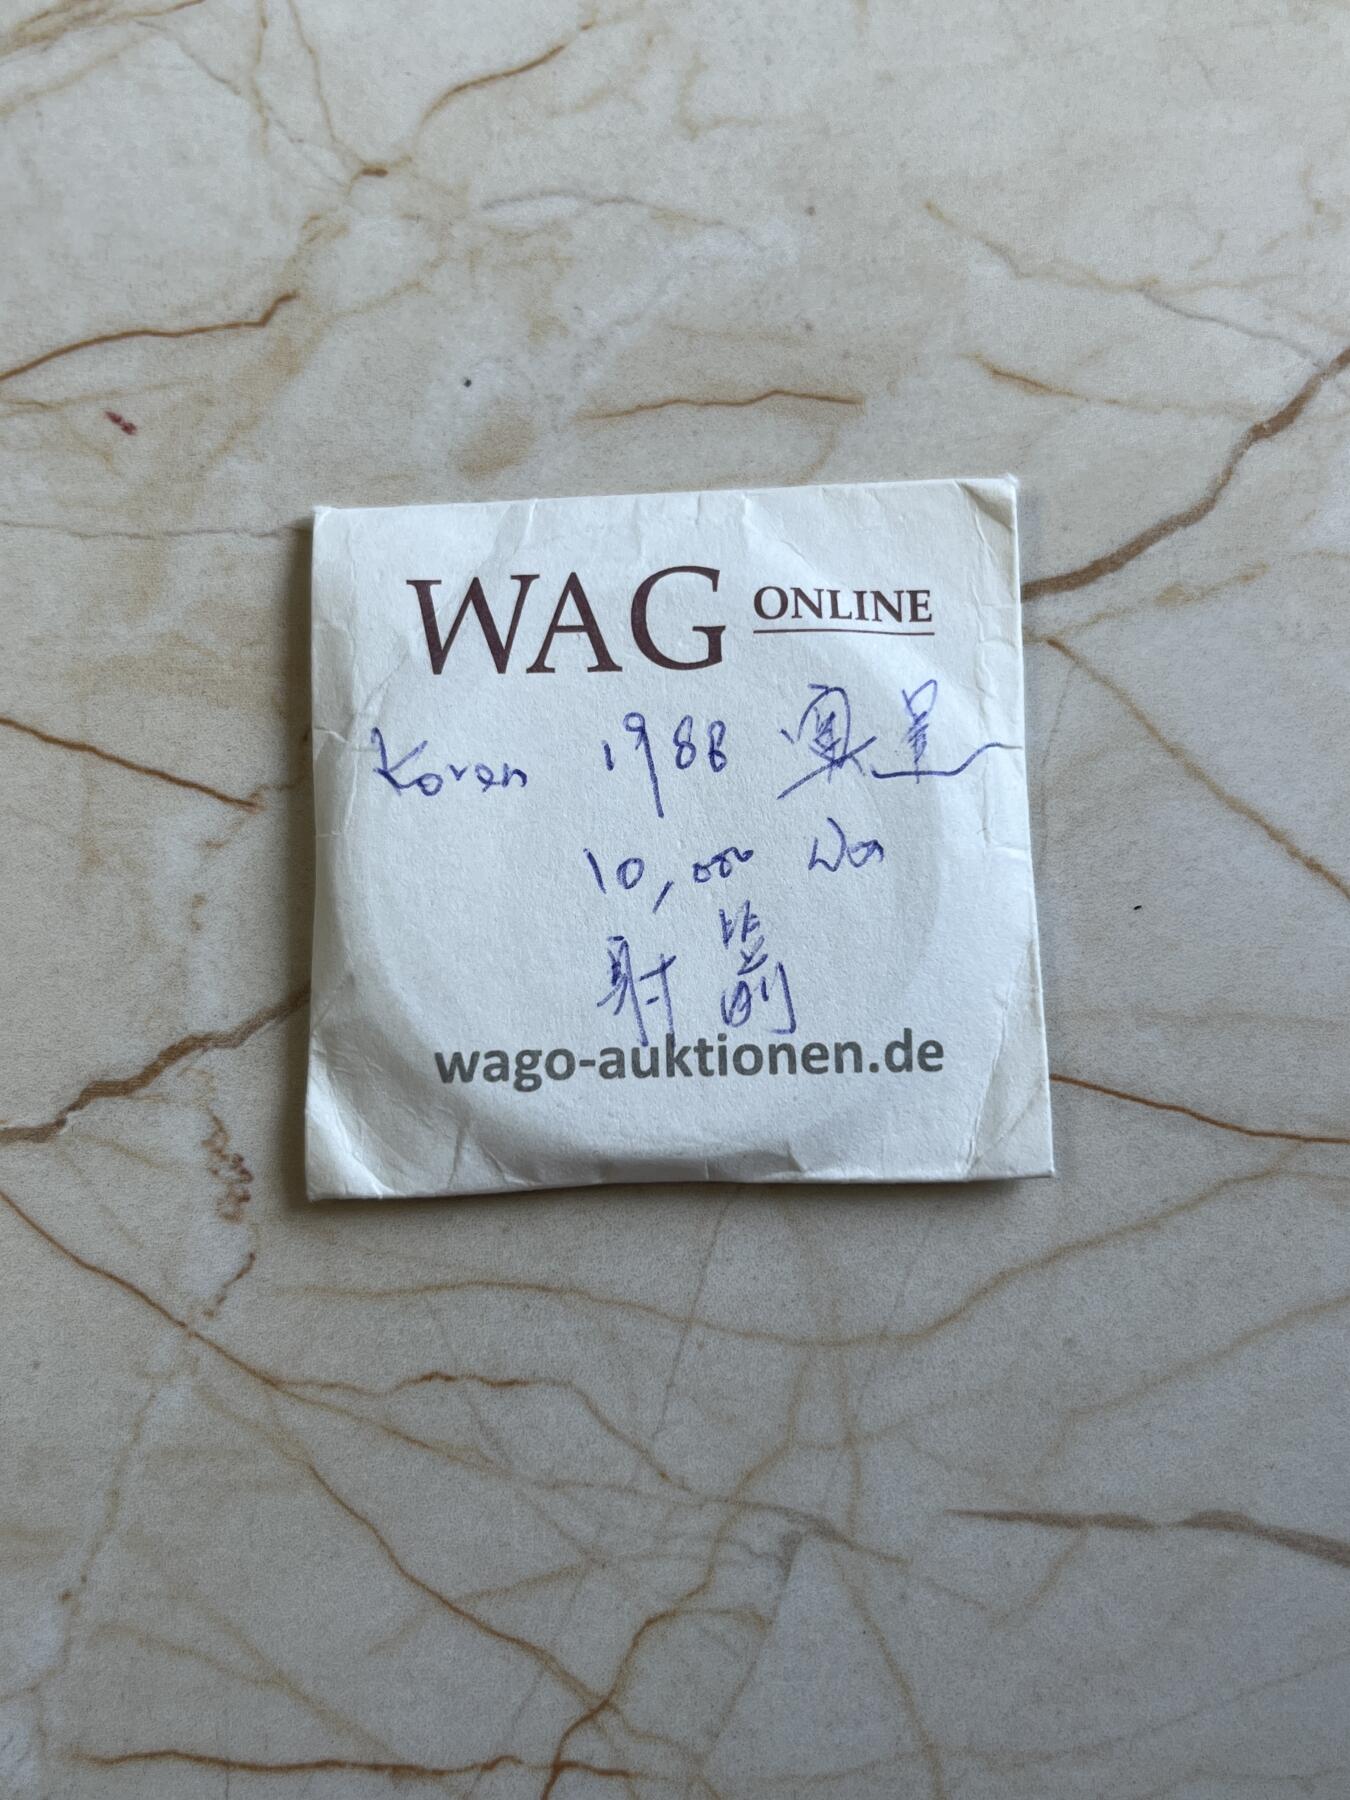 WAG ONLINE
Korea 1988 奧運
10,000 Won
射箭
wago-auktionen.de